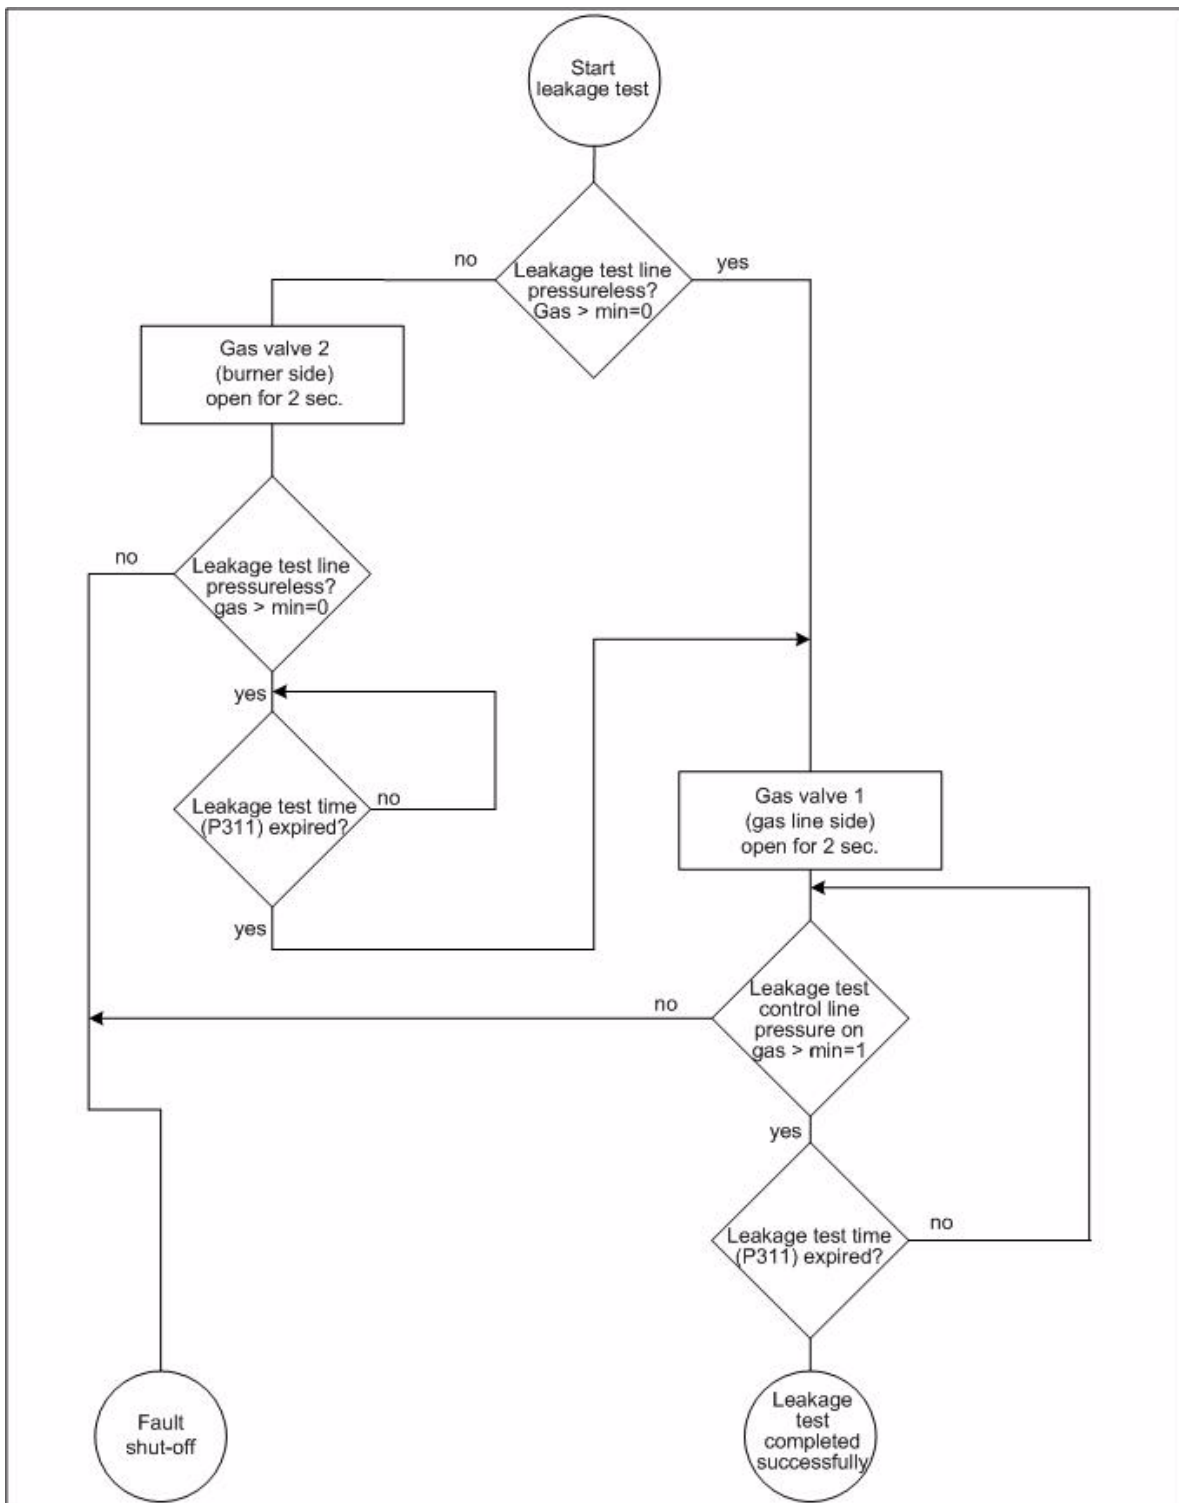 Start
leakage test
no
yes
Leakage test line
pressureless?
Gas > min=0
Gas valve 2
(burner side)
open for 2 sec.
no
Leakage test line
pressureless?
gas > min=0
yes
Leakage test time
(P311) expired?
no
yes
Gas valve 1
(gas line side)
open for 2 sec.
no
Leakage test
control line
pressure on
gas > min=1
yes
Leakage test time
(P311) expired?
no
Fault
shut-off
Leakage
test
completed
successfully